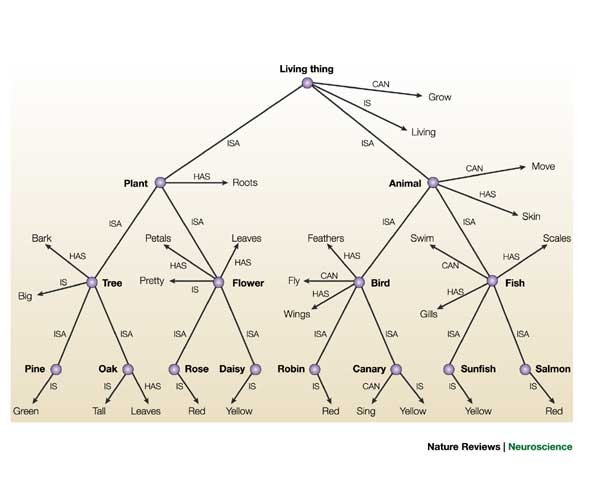 Living thing
CAN
Grow
IS
Living
ISA
ISA
CAN
Move
Plant
HAS
Roots
Animal
HAS
Skin
ISA
ISA
ISA
ISA
Bark
HAS
Petals
HAS
Leaves
HAS
Feathers
HAS
Swim
CAN
Scales
HAS
IS
Big
Tree
Pretty
IS
Flower
Fly
CAN
Bird
HAS
Wings
Fish
HAS
Gills
ISA
ISA
ISA
ISA
ISA
ISA
ISA
ISA
Pine
Oak
Rose
Daisy
Robin
Canary
Sunfish
Salmon
IS
IS
HAS
IS
IS
IS
CAN
IS
IS
IS
Green
Tall
Leaves
Red
Yellow
Red
Sing
Yellow
Yellow
Red
Nature Reviews | Neuroscience